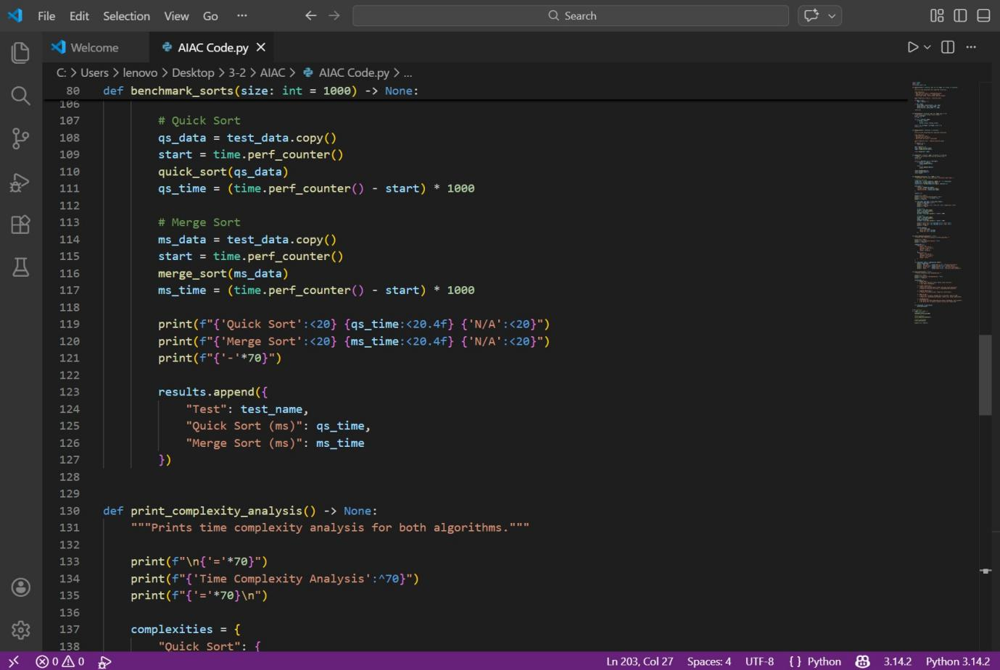 File Edit Selection View Go ··· Search
Welcome AIAC Code.py
C: > Users > lenovo > Desktop > 3-2 > AIAC > AIAC Code.py > ...
80 def benchmark_sorts(size: int = 1000) -> None:
106
107 # Quick Sort
108 qs_data = test_data.copy()
109 start = time.perf_counter()
110 quick_sort(qs_data)
111 qs_time = (time.perf_counter() - start) * 1000
112
113 # Merge Sort
114 ms_data = test_data.copy()
115 start = time.perf_counter()
116 merge_sort(ms_data)
117 ms_time = (time.perf_counter() - start) * 1000
118
119 print(f"{'Quick Sort':<20} {qs_time:<20.4f} {'N/A':<20}")
120 print(f"{'Merge Sort':<20} {ms_time:<20.4f} {'N/A':<20}")
121 print(f"{'-'*70}")
122
123 results.append({
124 "Test": test_name,
125 "Quick Sort (ms)": qs_time,
126 "Merge Sort (ms)": ms_time
127 })
128
129
130 def print_complexity_analysis() -> None:
131 """Prints time complexity analysis for both algorithms."""
132
133 print(f"\n{'='*70}")
134 print(f"{'Time Complexity Analysis':^70}")
135 print(f"{'='*70}\n")
136
137 complexities = {
138 "Quick Sort": {
0 0 Ln 203, Col 27 Spaces: 4 UTF-8 { } Python 3.14.2 Python 3.14.2